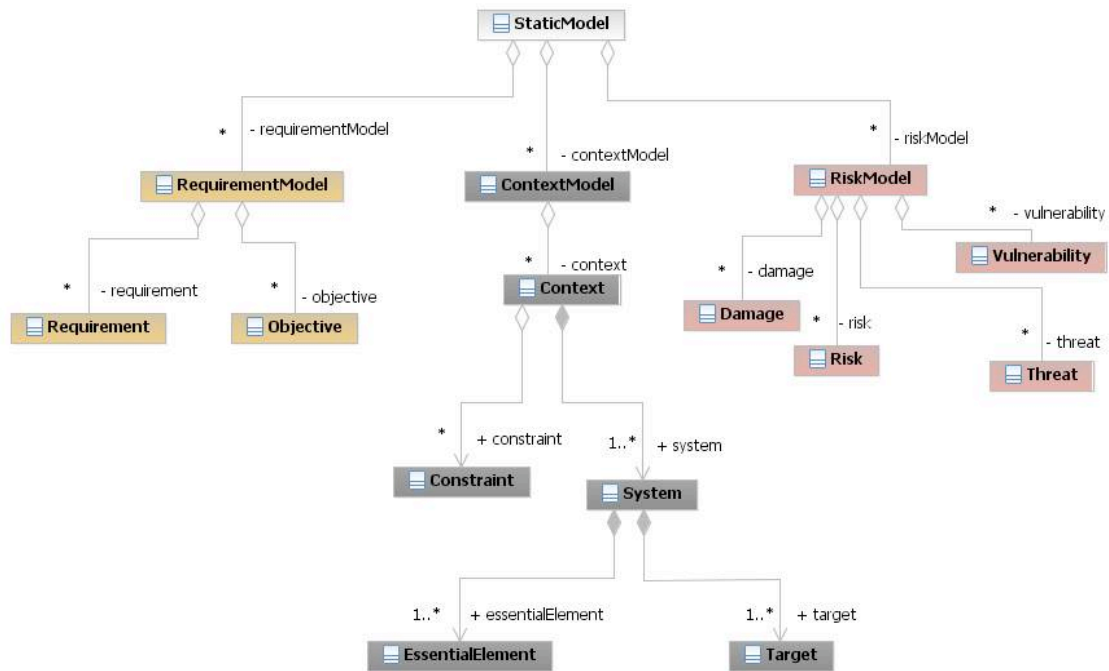 StaticModel
* - requirementModel
* - contextModel
* - riskModel
RequirementModel
ContextModel
RiskModel
* - vulnerability
Vulnerability
* - requirement
* - objective
* - context
* - damage
* - risk
* - threat
Requirement
Objective
Context
Damage
Risk
Threat
* + constraint
1..* + system
Constraint
System
1..* + essentialElement
1..* + target
EssentialElement
Target